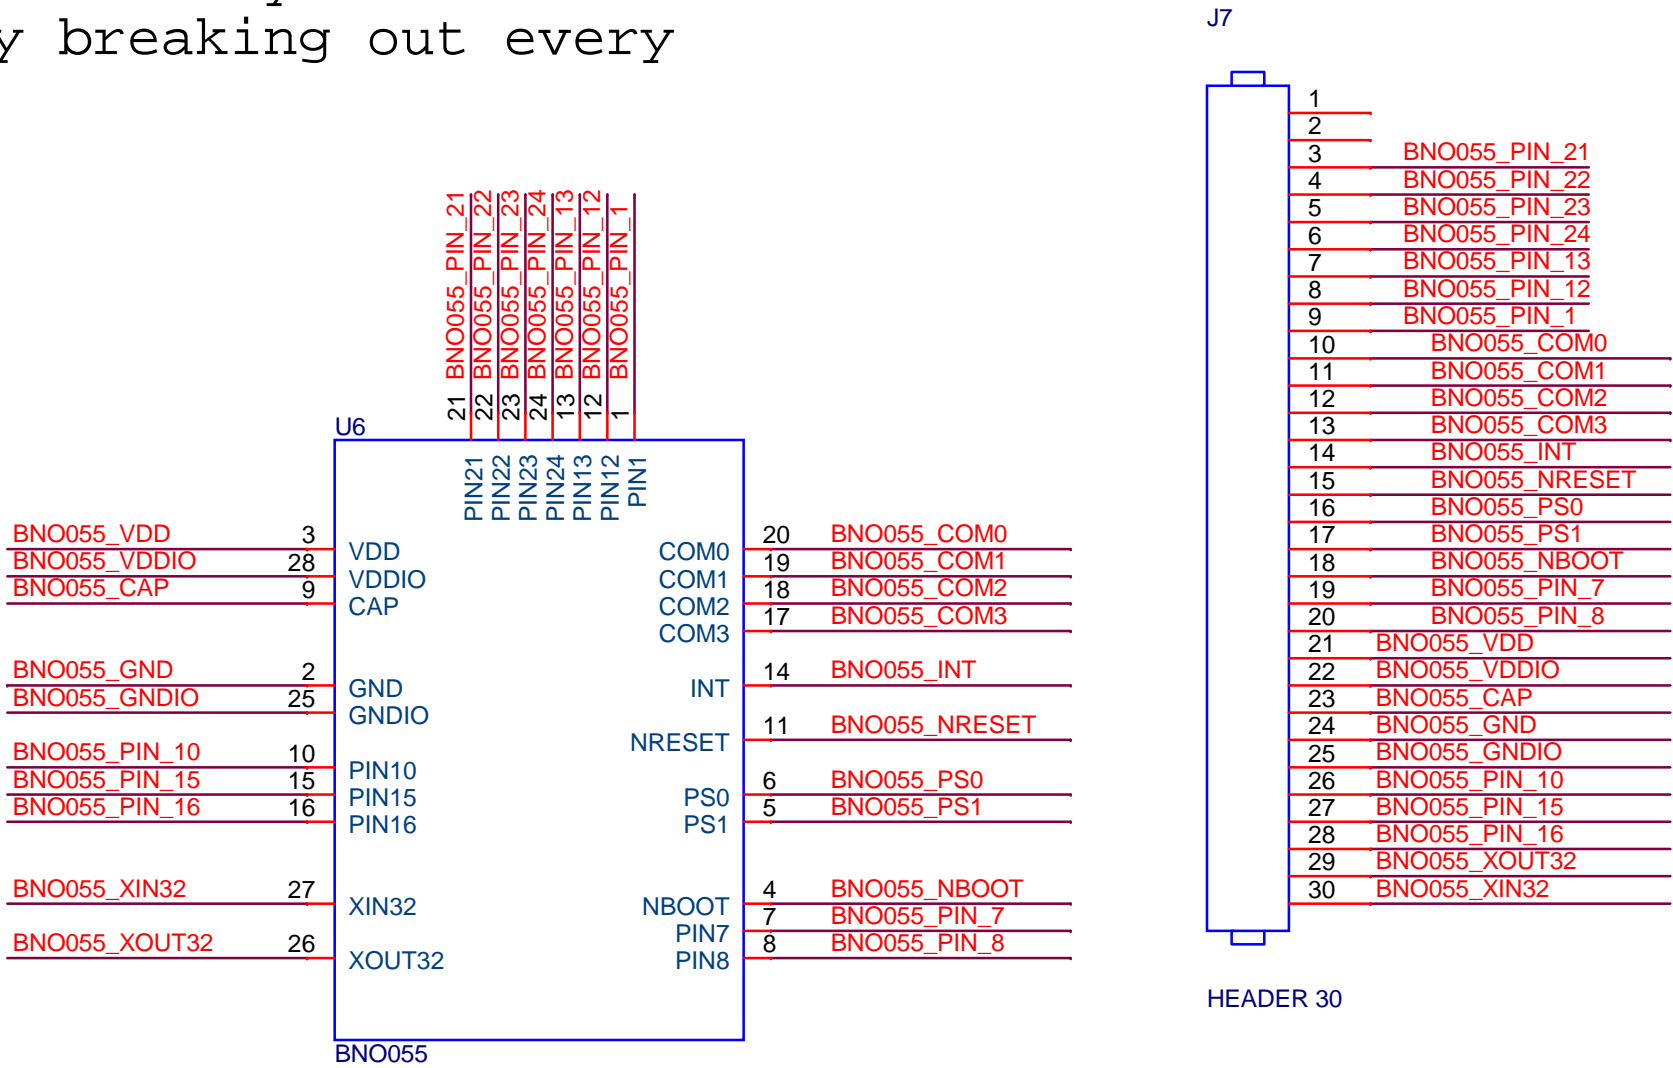 y breaking out every
J7
1
2
3 BNO055_PIN_21
4 BNO055_PIN_22
5 BNO055_PIN_23
6 BNO055_PIN_24
7 BNO055_PIN_13
8 BNO055_PIN_12
9 BNO055_PIN_1
10 BNO055_COM0
11 BNO055_COM1
12 BNO055_COM2
13 BNO055_COM3
14 BNO055_INT
15 BNO055_NRESET
16 BNO055_PS0
17 BNO055_PS1
18 BNO055_NBOOT
19 BNO055_PIN_7
20 BNO055_PIN_8
21 BNO055_VDD
22 BNO055_VDDIO
23 BNO055_CAP
24 BNO055_GND
25 BNO055_GNDIO
26 BNO055_PIN_10
27 BNO055_PIN_15
28 BNO055_PIN_16
29 BNO055_XOUT32
30 BNO055_XIN32
HEADER 30
U6
21 BNO055_PIN_21
22 BNO055_PIN_22
23 BNO055_PIN_23
24 BNO055_PIN_24
13 BNO055_PIN_13
12 BNO055_PIN_12
1 BNO055_PIN_1
PIN21
PIN22
PIN23
PIN24
PIN13
PIN12
PIN1
BNO055_VDD 3 VDD
BNO055_VDDIO 28 VDDIO
BNO055_CAP 9 CAP
BNO055_GND 2 GND
BNO055_GNDIO 25 GNDIO
BNO055_PIN_10 10 PIN10
BNO055_PIN_15 15 PIN15
BNO055_PIN_16 16 PIN16
BNO055_XIN32 27 XIN32
BNO055_XOUT32 26 XOUT32
COM0 20 BNO055_COM0
COM1 19 BNO055_COM1
COM2 18 BNO055_COM2
COM3 17 BNO055_COM3
INT 14 BNO055_INT
NRESET 11 BNO055_NRESET
PS0 6 BNO055_PS0
PS1 5 BNO055_PS1
NBOOT 4 BNO055_NBOOT
PIN7 7 BNO055_PIN_7
PIN8 8 BNO055_PIN_8
BNO055